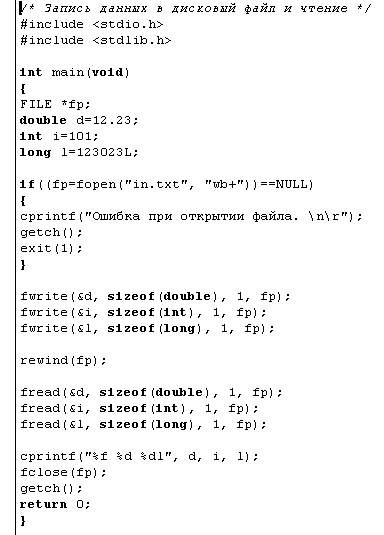 /* Запись данных в дисковый файл и чтение */
#include <stdio.h>
#include <stdlib.h>
int main(void)
{
FILE *fp;
double d=12.23;
int i=101;
long l=123023L;
if((fp=fopen("in.txt", "wb+"))==NULL)
{
cprintf("Ошибка при открытии файла. \n\r");
getch();
exit(1);
}
fwrite(&d, sizeof(double), 1, fp);
fwrite(&i, sizeof(int), 1, fp);
fwrite(&l, sizeof(long), 1, fp);
rewind(fp);
fread(&d, sizeof(double), 1, fp);
fread(&i, sizeof(int), 1, fp);
fread(&l, sizeof(long), 1, fp);
cprintf("%f %d %dl", d, i, l);
fclose(fp);
getch();
return 0;
}